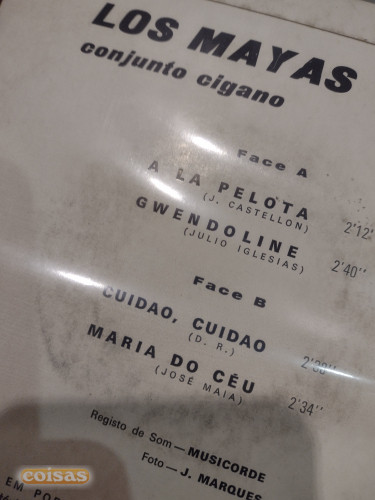 LOS MAYAS
conjunto cigano
Face A
A LA PELOTA 2'12"
(J. CASTELLON)
GWENDOLINE 2'40''
(JULIO IGLESIAS)
Face B
CUIDAO, CUIDAO
(D. R.)
MARIA DO CÉU 2'34''
(JOSÉ MAIA)
Registo de Som — MUSICORDE
Foto — J. MARQUES
EM
coisas